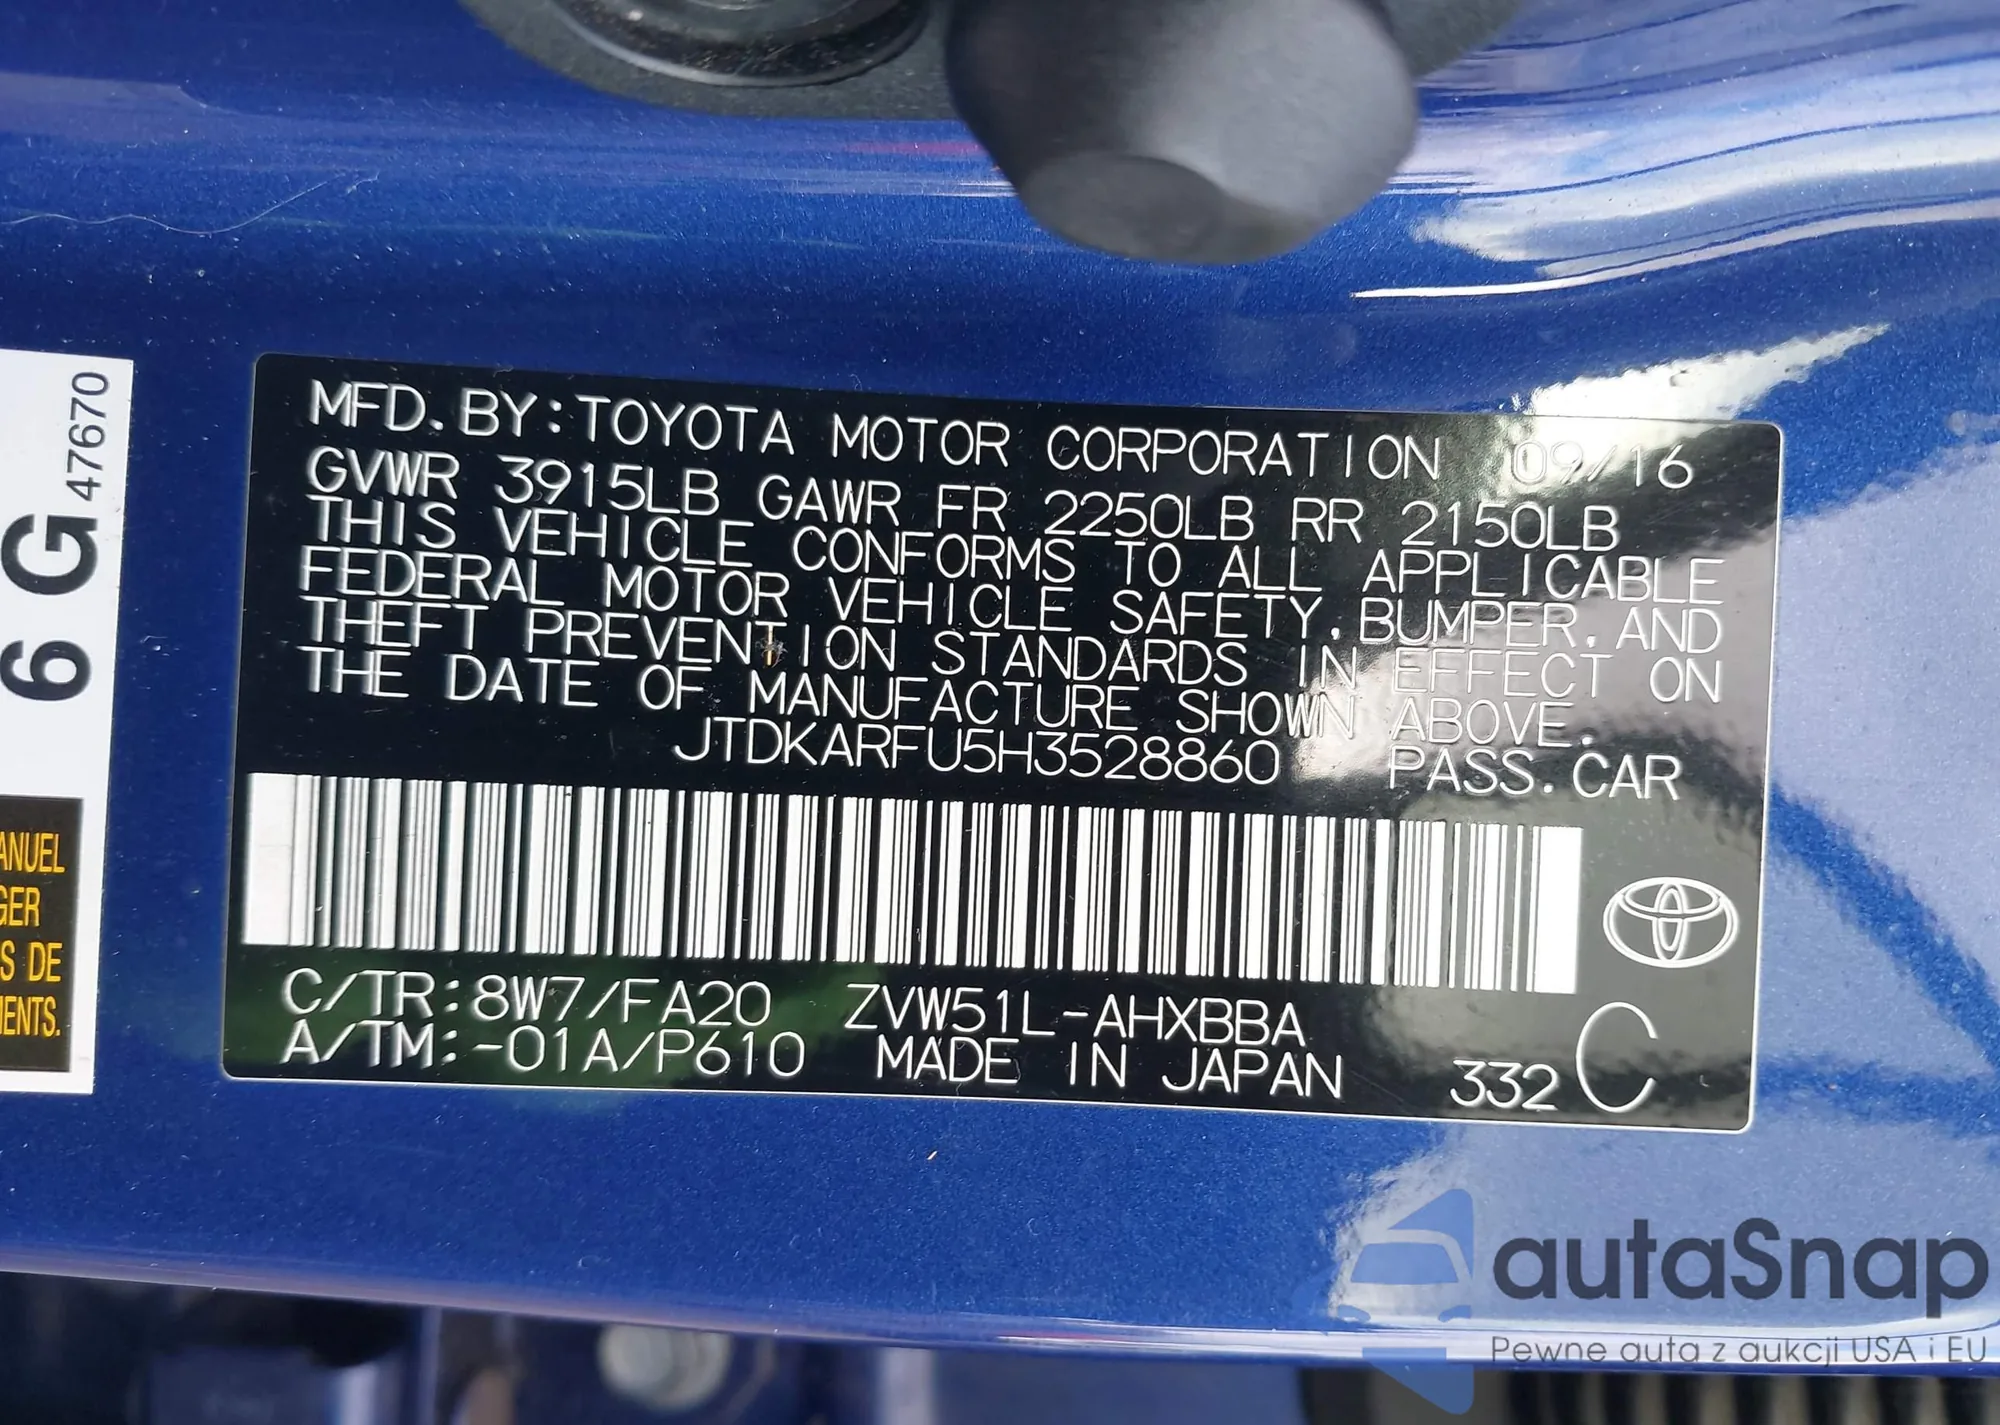 MFD. BY: TOYOTA MOTOR CORPORATION 09/16
GVWR 3915LB GAWR FR 2250LB RR 2150LB
THIS VEHICLE CONFORMS TO ALL APPLICABLE
FEDERAL MOTOR VEHICLE SAFETY, BUMPER, AND
THEFT PREVENTION STANDARDS IN EFFECT ON
THE DATE OF MANUFACTURE SHOWN ABOVE.
JTDKARFU5H3528860 PASS. CAR
C/TR: 8W7/FA20 ZVW51L-AHXBBA
A/TM: -01A/P610 MADE IN JAPAN 332 C
6G 47670
ANUEL
GER
S DE
MENTS.
autaSnap
Pewne auta z aukcji USA i EU